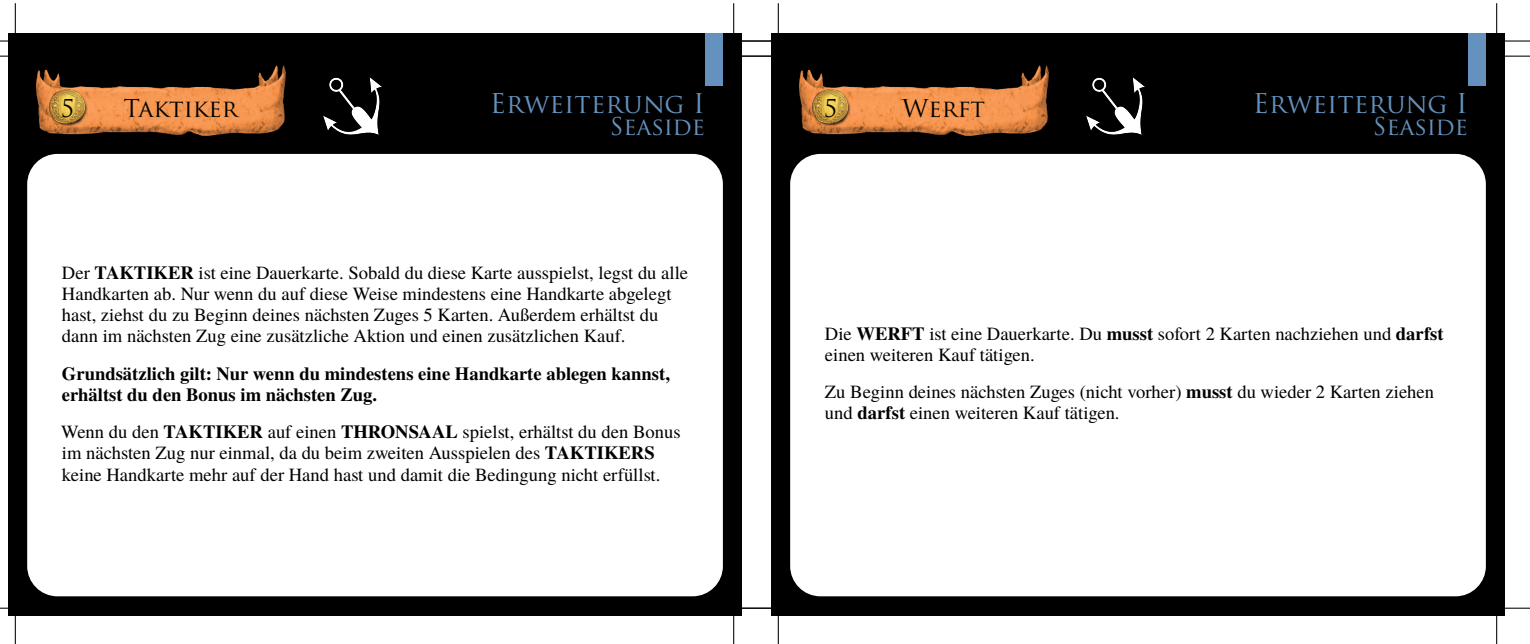 5 Taktiker
Erweiterung I
Seaside
Der TAKTIKER ist eine Dauerkarte. Sobald du diese Karte ausspielst, legst du alle
Handkarten ab. Nur wenn du auf diese Weise mindestens eine Handkarte abgelegt
hast, ziehst du zu Beginn deines nächsten Zuges 5 Karten. Außerdem erhältst du
dann im nächsten Zug eine zusätzliche Aktion und einen zusätzlichen Kauf.
Grundsätzlich gilt: Nur wenn du mindestens eine Handkarte ablegen kannst,
erhältst du den Bonus im nächsten Zug.
Wenn du den TAKTIKER auf einen THRONSAAL spielst, erhältst du den Bonus
im nächsten Zug nur einmal, da du beim zweiten Ausspielen des TAKTIKERS
keine Handkarte mehr auf der Hand hast und damit die Bedingung nicht erfüllst.
5 Werft
Erweiterung I
Seaside
Die WERFT ist eine Dauerkarte. Du musst sofort 2 Karten nachziehen und darfst
einen weiteren Kauf tätigen.
Zu Beginn deines nächsten Zuges (nicht vorher) musst du wieder 2 Karten ziehen
und darfst einen weiteren Kauf tätigen.